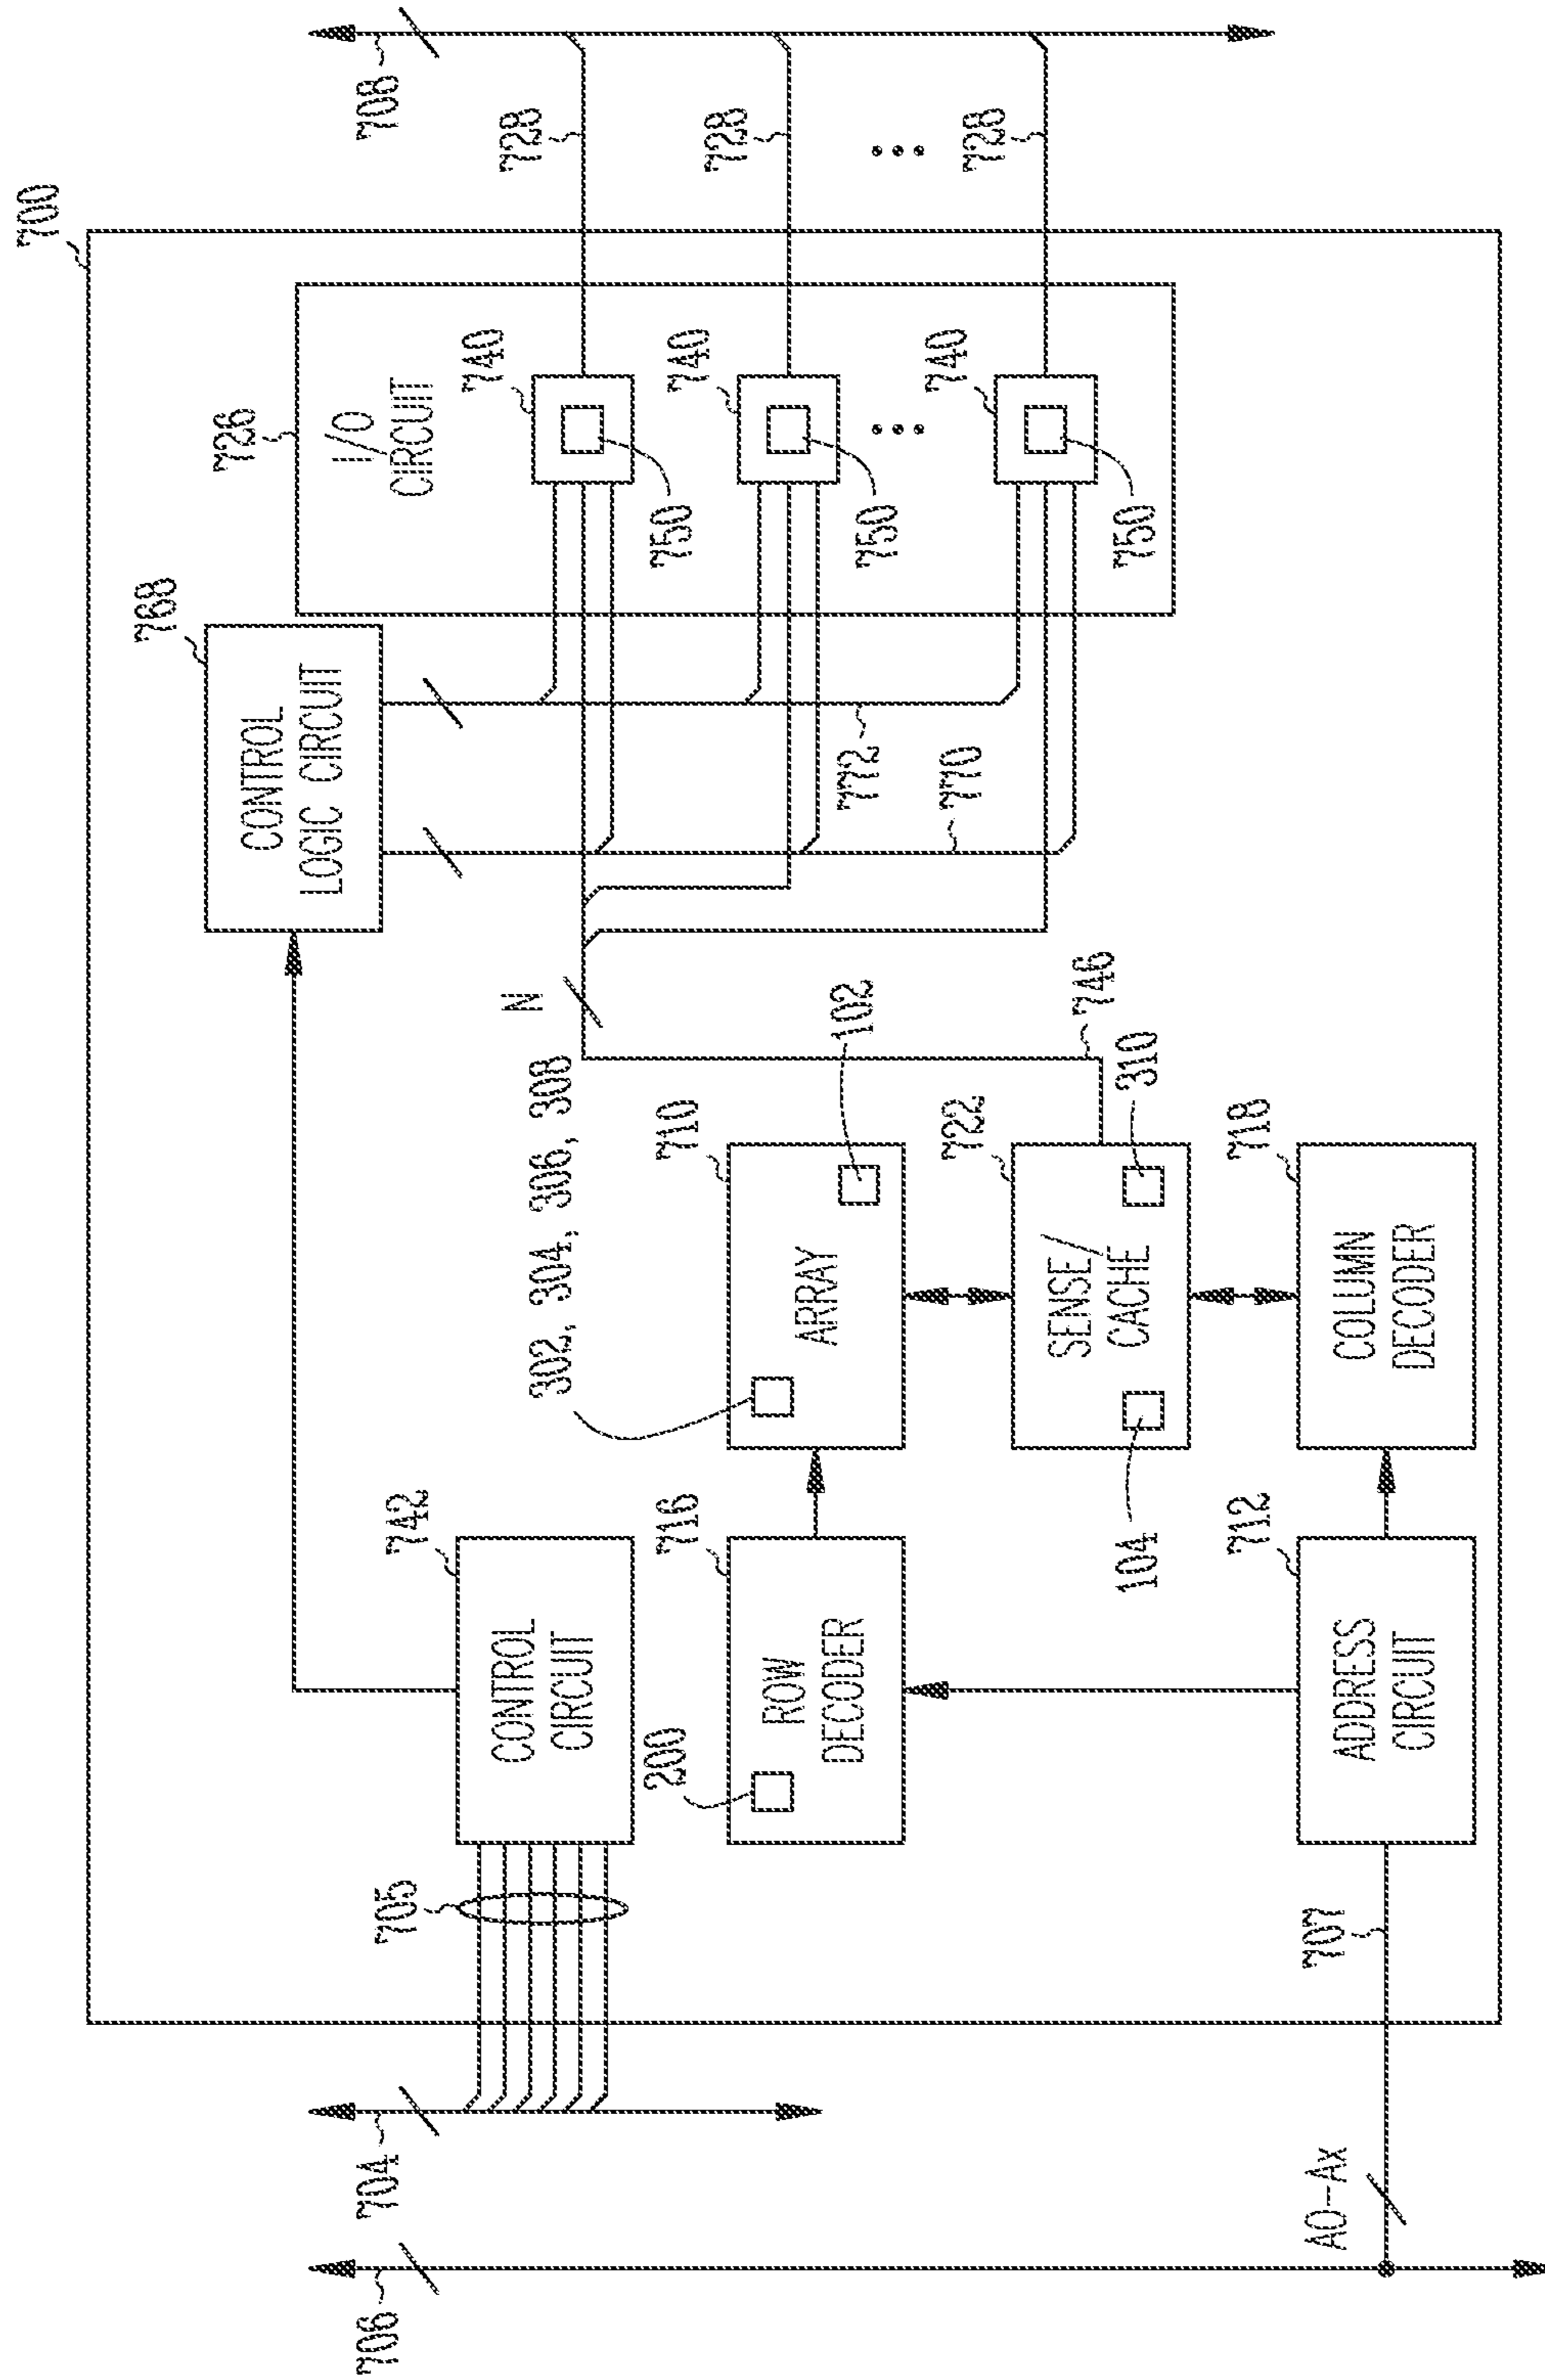 700
708
728
728
728
726
I/O
CIRCUIT
740
740
740
750
750
750
768
CONTROL
LOGIC CIRCUIT
772
770
N
746
302, 304, 306, 308
710
ARRAY
102
722
SENSE/
CACHE
310
104
718
COLUMN
DECODER
742
CONTROL
CIRCUIT
705
716
ROW
DECODER
200
712
ADDRESS
CIRCUIT
707
704
706
A0-Ax